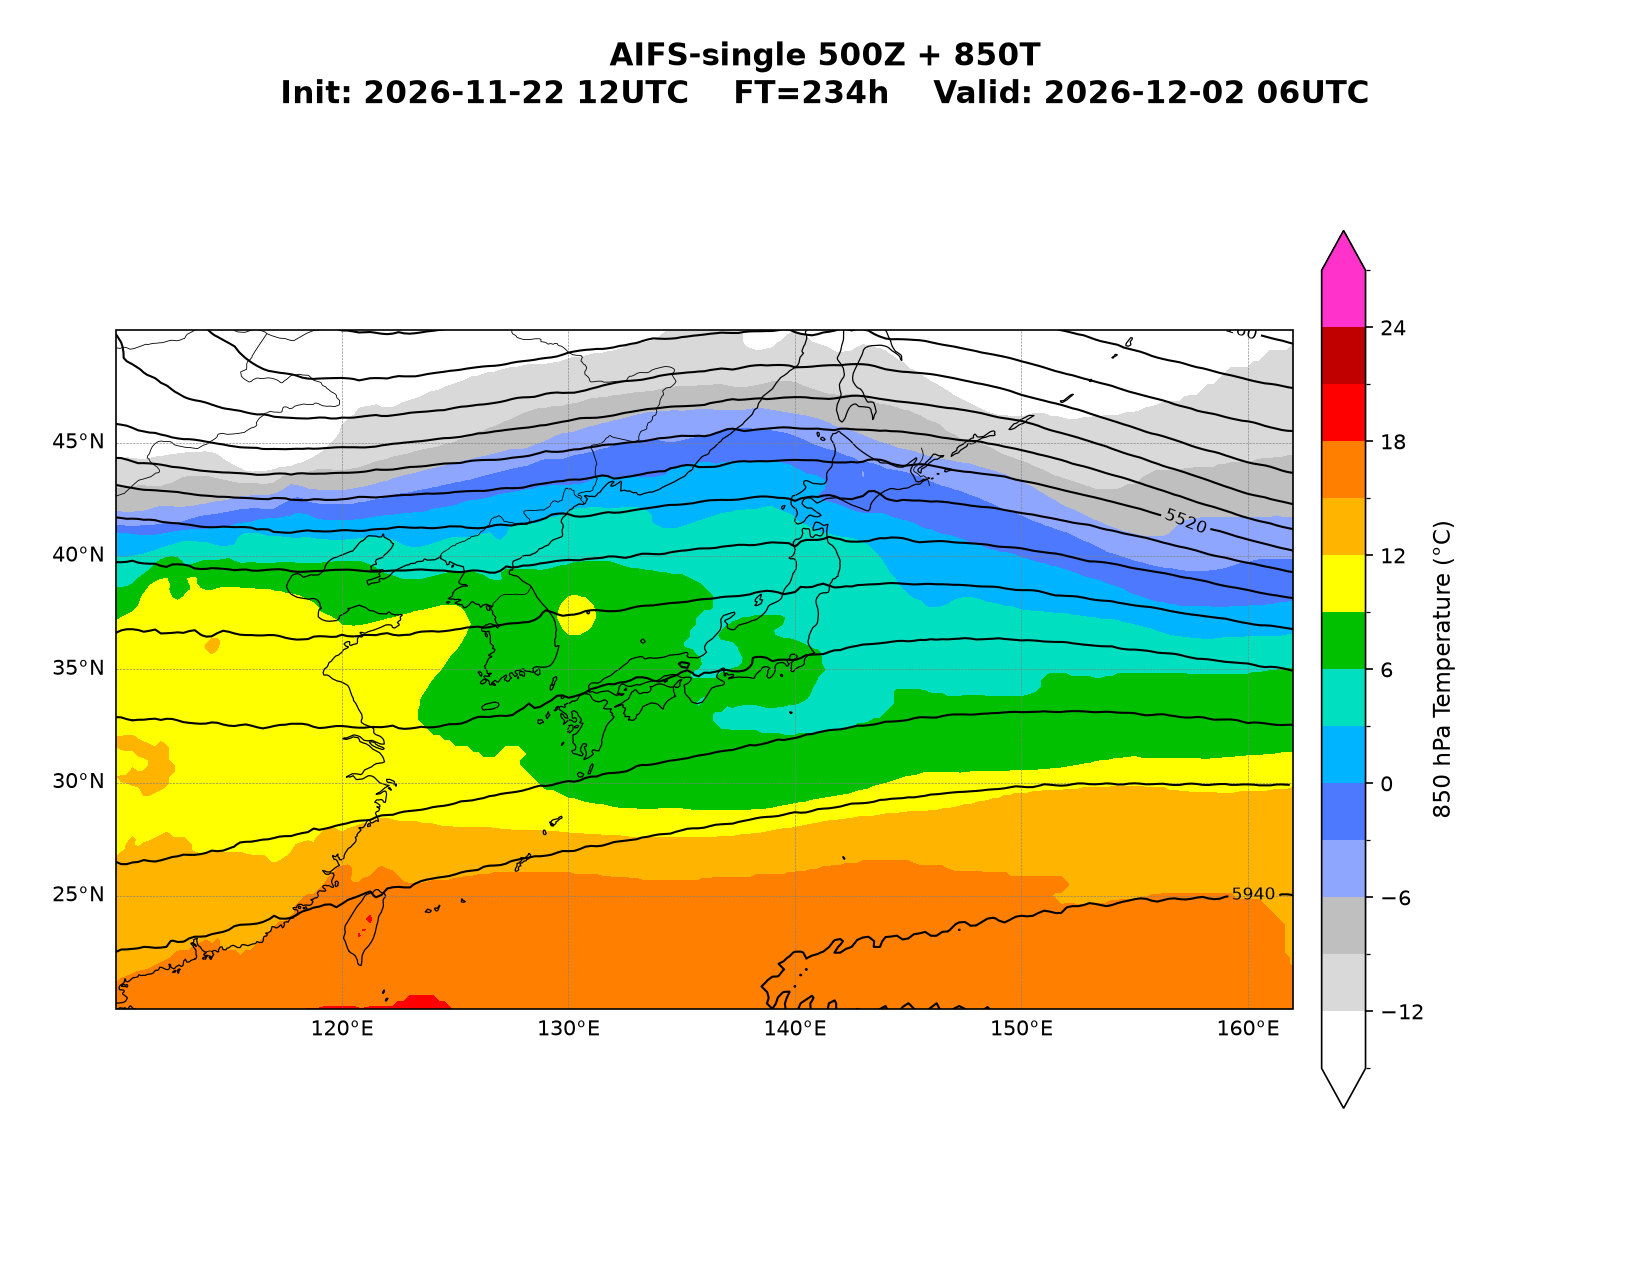 AIFS-single 500Z + 850T
Init: 2026-11-22 12UTC FT=234h Valid: 2026-12-02 06UTC
45°N
40°N
35°N
30°N
25°N
120°E
130°E
140°E
150°E
160°E
5520
5940
24
18
12
6
0
−6
−12
850 hPa Temperature (°C)